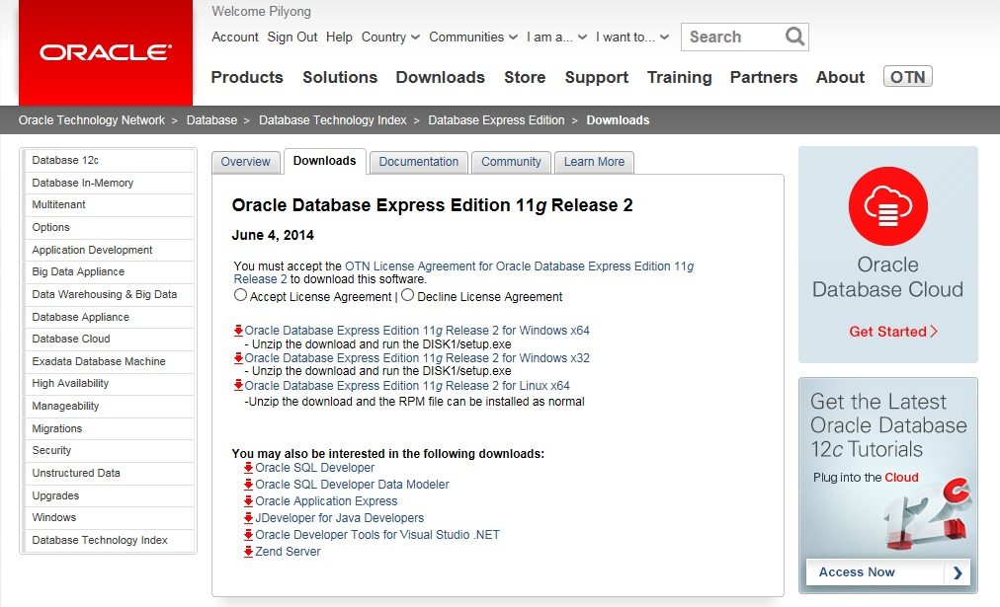 ORACLE
Welcome Pilyong
Account Sign Out Help Country Communities I am a... I want to... Search
Products Solutions Downloads Store Support Training Partners About OTN
Oracle Technology Network > Database > Database Technology Index > Database Express Edition > Downloads
Database 12c
Database In-Memory
Multitenant
Options
Application Development
Big Data Appliance
Data Warehousing & Big Data
Database Appliance
Database Cloud
Exadata Database Machine
High Availability
Manageability
Migrations
Security
Unstructured Data
Upgrades
Windows
Database Technology Index
Overview Downloads Documentation Community Learn More
Oracle Database Express Edition 11g Release 2
June 4, 2014
You must accept the OTN License Agreement for Oracle Database Express Edition 11g
Release 2 to download this software.
Accept License Agreement | Decline License Agreement
Oracle Database Express Edition 11g Release 2 for Windows x64
- Unzip the download and run the DISK1/setup.exe
Oracle Database Express Edition 11g Release 2 for Windows x32
- Unzip the download and run the DISK1/setup.exe
Oracle Database Express Edition 11g Release 2 for Linux x64
-Unzip the download and the RPM file can be installed as normal
You may also be interested in the following downloads:
Oracle SQL Developer
Oracle SQL Developer Data Modeler
Oracle Application Express
JDeveloper for Java Developers
Oracle Developer Tools for Visual Studio .NET
Zend Server
Oracle
Database Cloud
Get Started
Get the Latest
Oracle Database
12c Tutorials
Plug into the Cloud
12c
Access Now